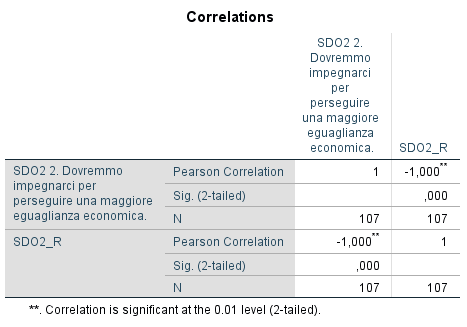 Correlations
SDO2 2.
Dovremmo
impegnarci
per
perseguire
una maggiore
eguaglianza
economica.
SDO2_R
SDO2 2. Dovremmo
impegnarci per
perseguire una maggiore
eguaglianza economica.
Pearson Correlation 1 -1,000**
Sig. (2-tailed) ,000
N 107 107
SDO2_R Pearson Correlation -1,000** 1
Sig. (2-tailed) ,000
N 107 107
**. Correlation is significant at the 0.01 level (2-tailed).